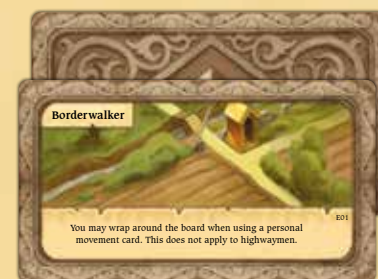 Borderwalker
E01
You may wrap around the board when using a personal
movement card. This does not apply to highwaymen.